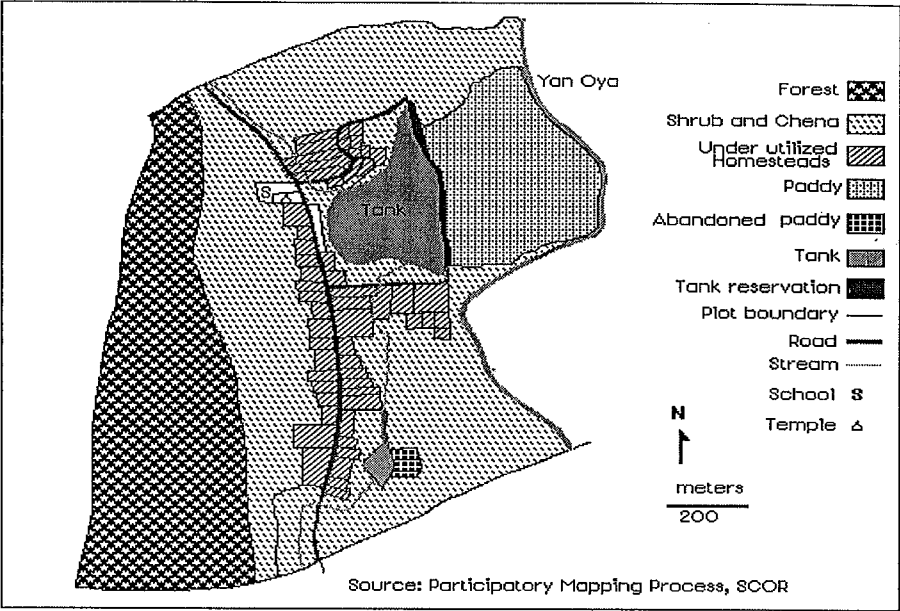 Yan Oya
Forest
Shrub and Chena
Under utilized
Homesteads
Paddy
Abandoned paddy
Tank
Tank reservation
Plot boundary
Road
Stream
School S
Temple
S
Tank
N
meters
200
Source: Participatory Mapping Process, SCOR